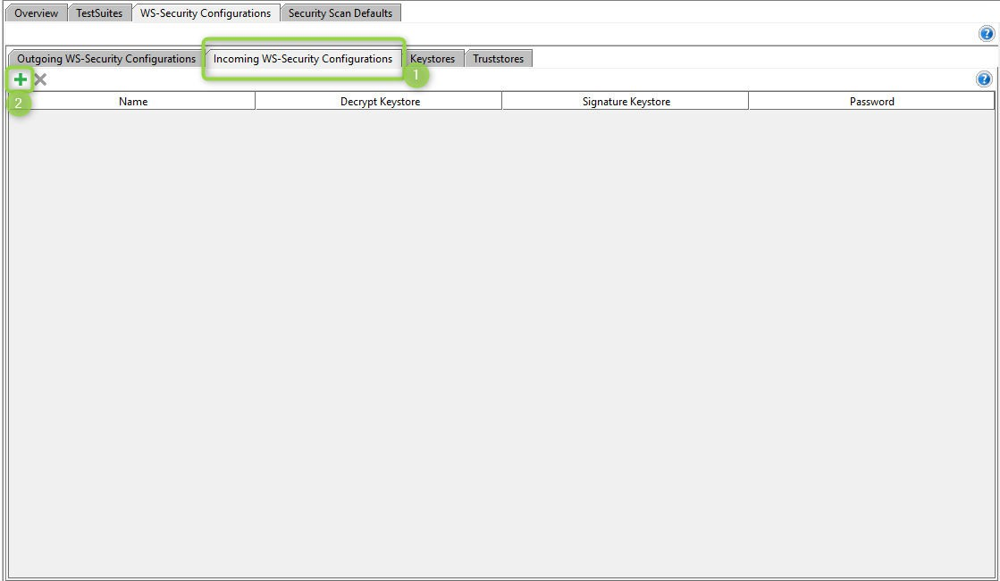 Overview TestSuites WS-Security Configurations Security Scan Defaults
?
Outgoing WS-Security Configurations Incoming WS-Security Configurations Keystores Truststores
1
?
2
Name Decrypt Keystore Signature Keystore Password